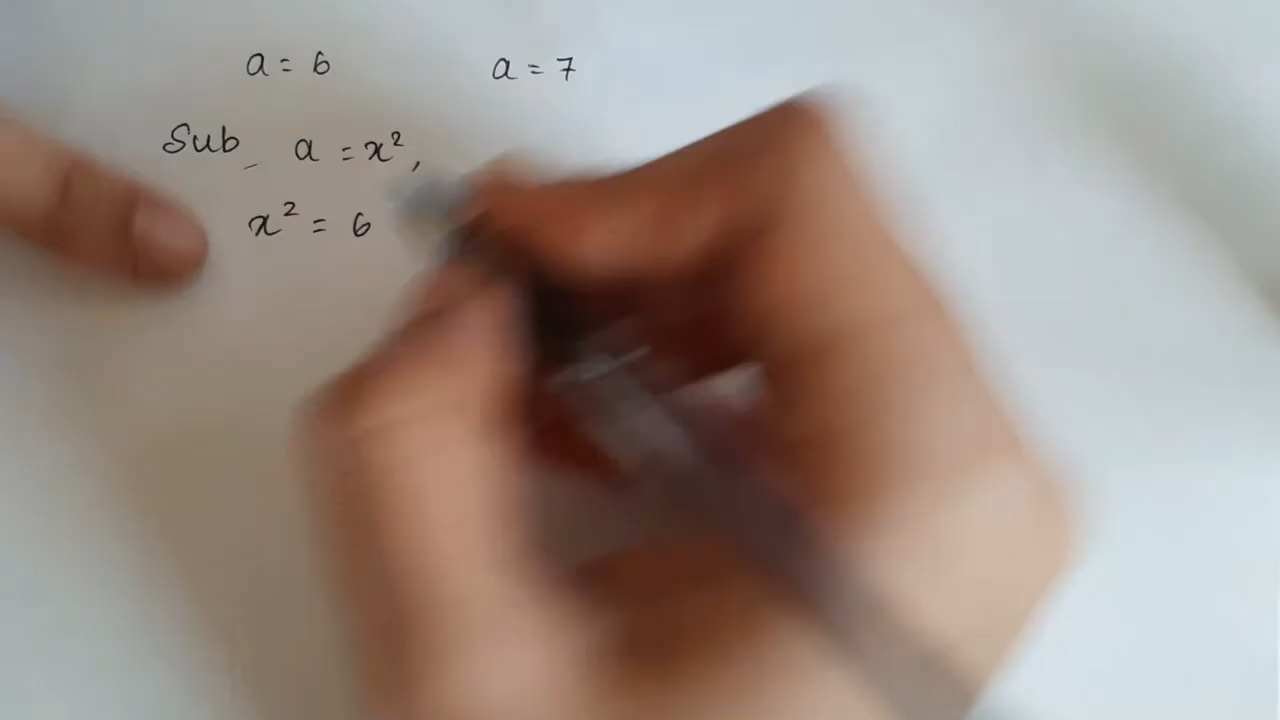 a = 6 a = 7
Sub a = x²,
x² = 6